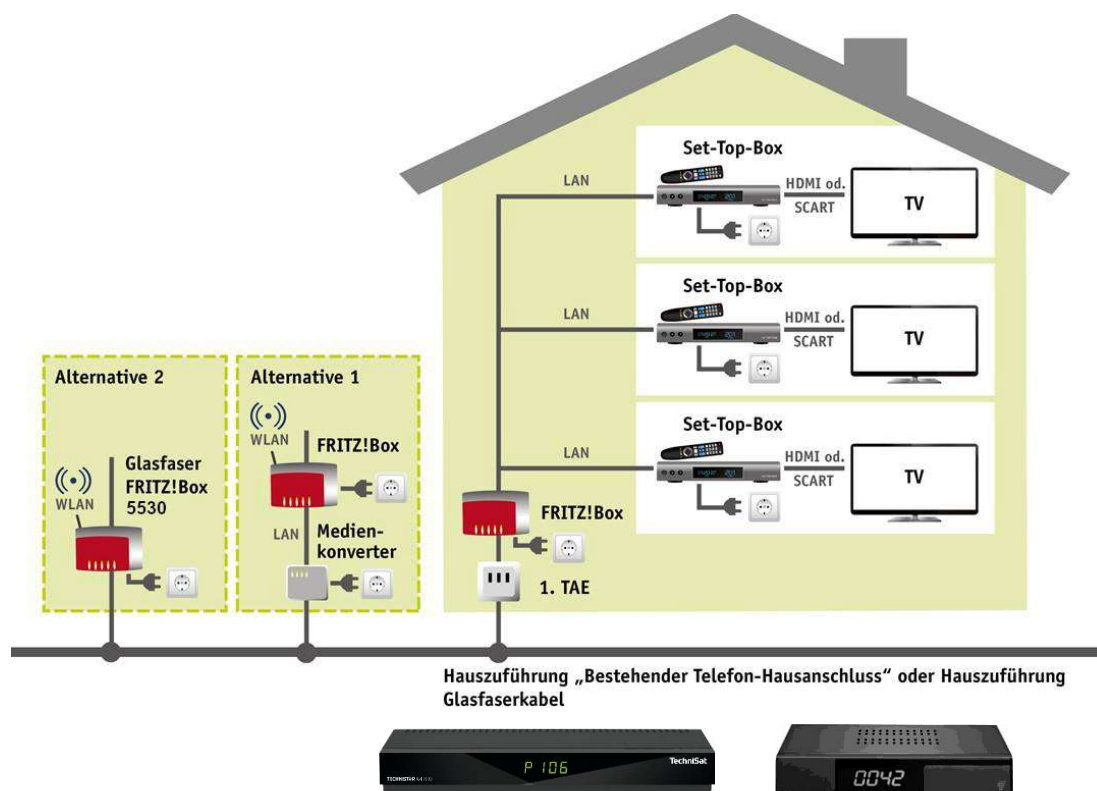 Set-Top-Box
LAN
HDMI od.
SCART
TV
Set-Top-Box
LAN
HDMI od.
SCART
TV
Set-Top-Box
LAN
HDMI od.
SCART
TV
FRITZ!Box
1. TAE
Alternative 2
WLAN
Glasfaser
FRITZ!Box
5530
Alternative 1
WLAN
FRITZ!Box
LAN
Medien-
konverter
Hauszuführung „Bestehender Telefon-Hausanschluss“ oder Hauszuführung
Glasfaserkabel
P 106
TechniSat
TECHNISTAR
0042